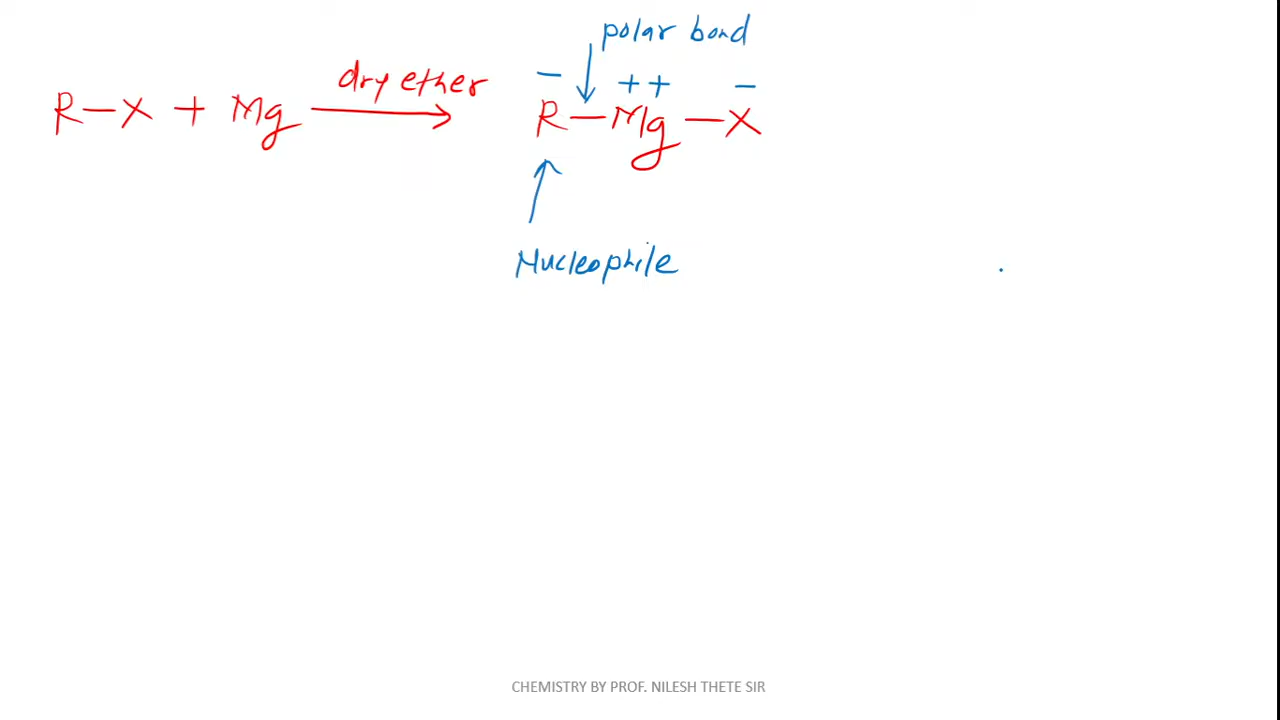 polar bond
dry ether
− ++ −
R−X + Mg ⟶ R−Mg−X
Nucleophile
CHEMISTRY BY PROF. NILESH THETE SIR